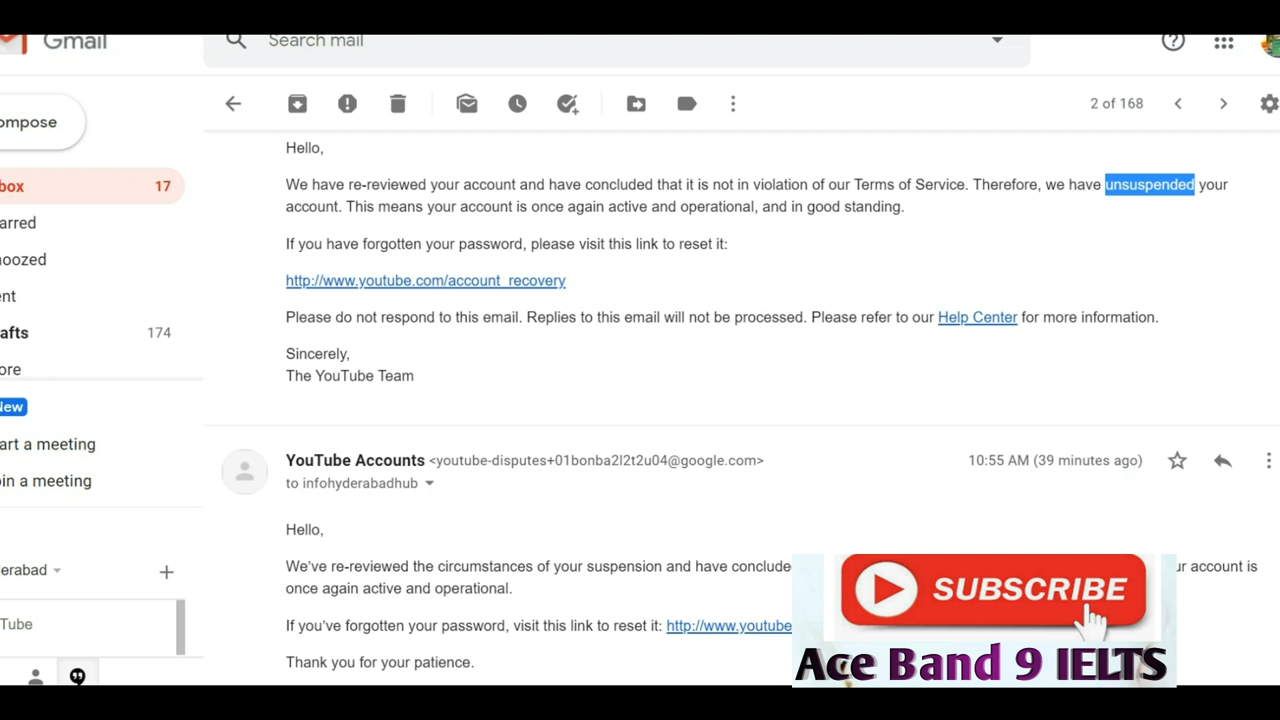 Gmail
Search mail
ompose
2 of 168
Hello,
box 17
We have re-reviewed your account and have concluded that it is not in violation of our Terms of Service. Therefore, we have unsuspended your
account. This means your account is once again active and operational, and in good standing.
arred
If you have forgotten your password, please visit this link to reset it:
noozed
http://www.youtube.com/account_recovery
ent
Please do not respond to this email. Replies to this email will not be processed. Please refer to our Help Center for more information.
afts 174
Sincerely,
ore
The YouTube Team
New
art a meeting
YouTube Accounts <youtube-disputes+01bonba2l2t2u04@google.com> 10:55 AM (39 minutes ago)
oin a meeting
to infohyderabadhub
Hello,
We've re-reviewed the circumstances of your suspension and have conclude ur account is
erabad
once again active and operational.
SUBSCRIBE
Tube
If you've forgotten your password, visit this link to reset it: http://www.youtube
Thank you for your patience.
Ace Band 9 IELTS